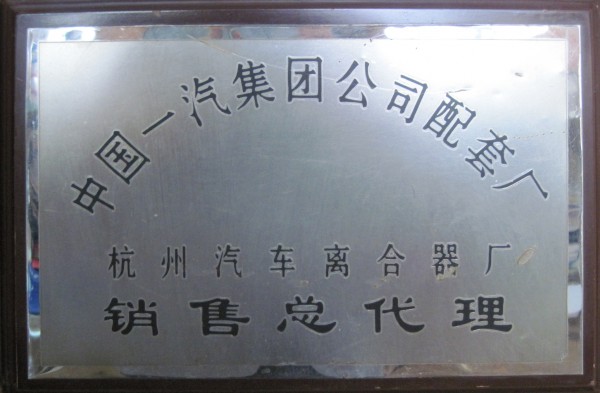 中国一汽集团公司配套厂
杭州汽车离合器厂
销售总代理